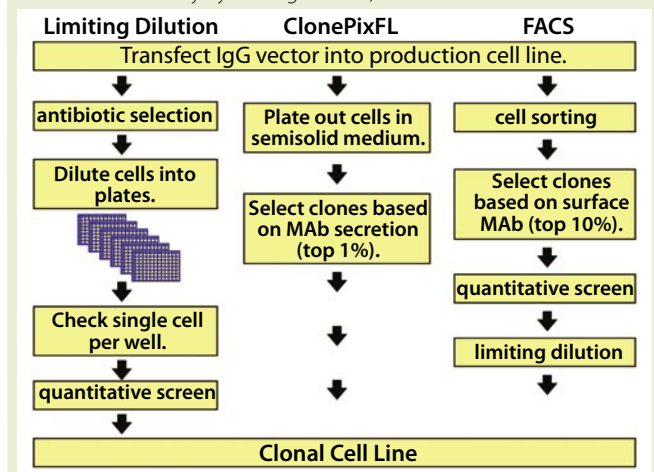 Limiting Dilution
ClonePixFL
FACS
Transfect IgG vector into production cell line.
antibiotic selection
Dilute cells into
plates.
Check single cell
per well.
quantitative screen
Plate out cells in
semisolid medium.
Select clones based
on MAb secretion
(top 1%).
cell sorting
Select clones
based on surface
MAb (top 10%).
quantitative screen
limiting dilution
Clonal Cell Line